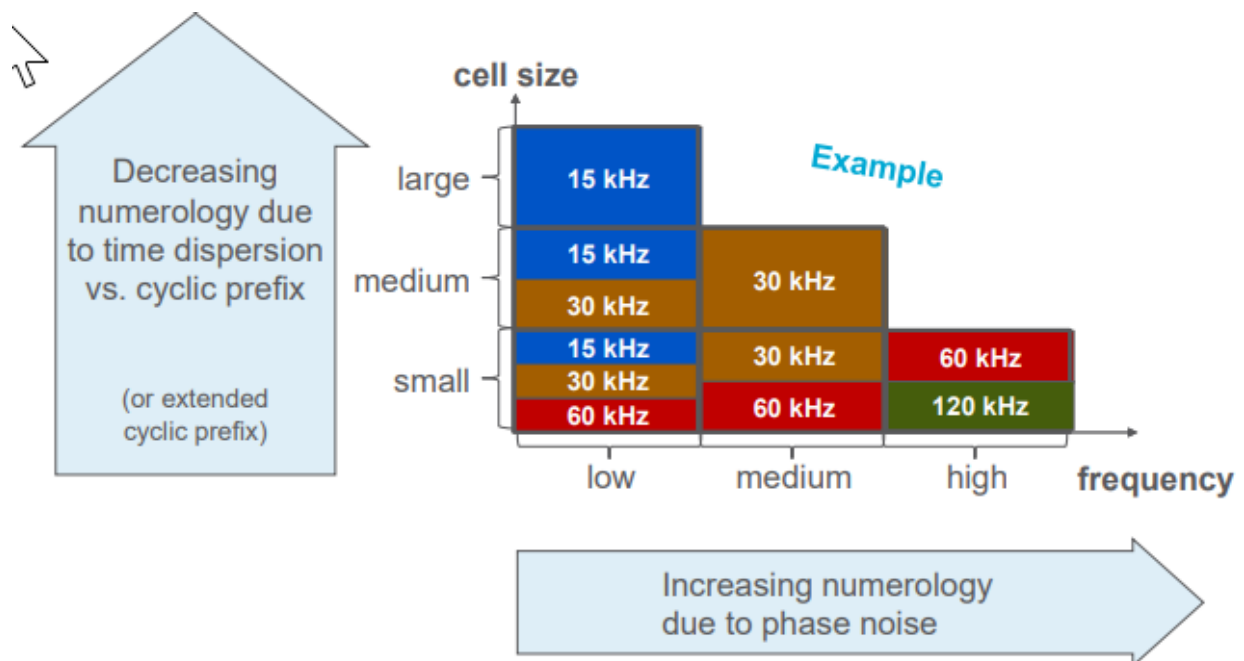 Decreasing
numerology due
to time dispersion
vs. cyclic prefix
(or extended
cyclic prefix)
cell size
Example
large
15 kHz
medium
15 kHz
30 kHz
30 kHz
small
15 kHz
30 kHz
60 kHz
30 kHz
60 kHz
60 kHz
120 kHz
low
medium
high
frequency
Increasing numerology
due to phase noise